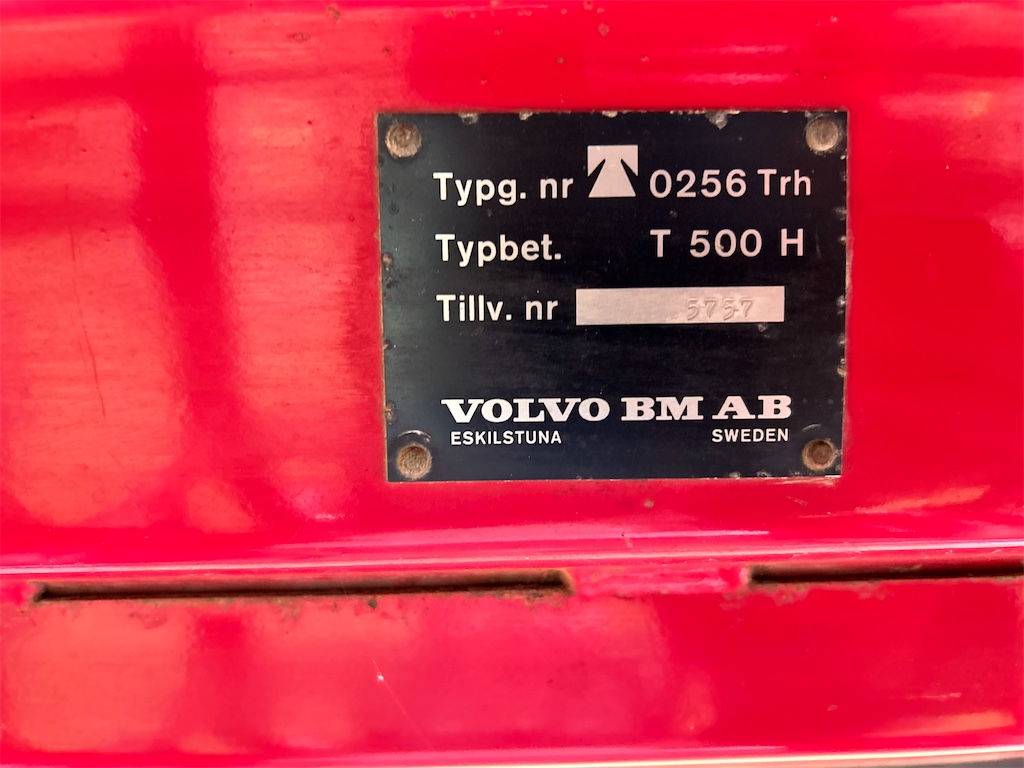 Typg. nr 0256 Trh
Typbet. T 500 H
Tillv. nr 5757
VOLVO BM AB
ESKILSTUNA SWEDEN